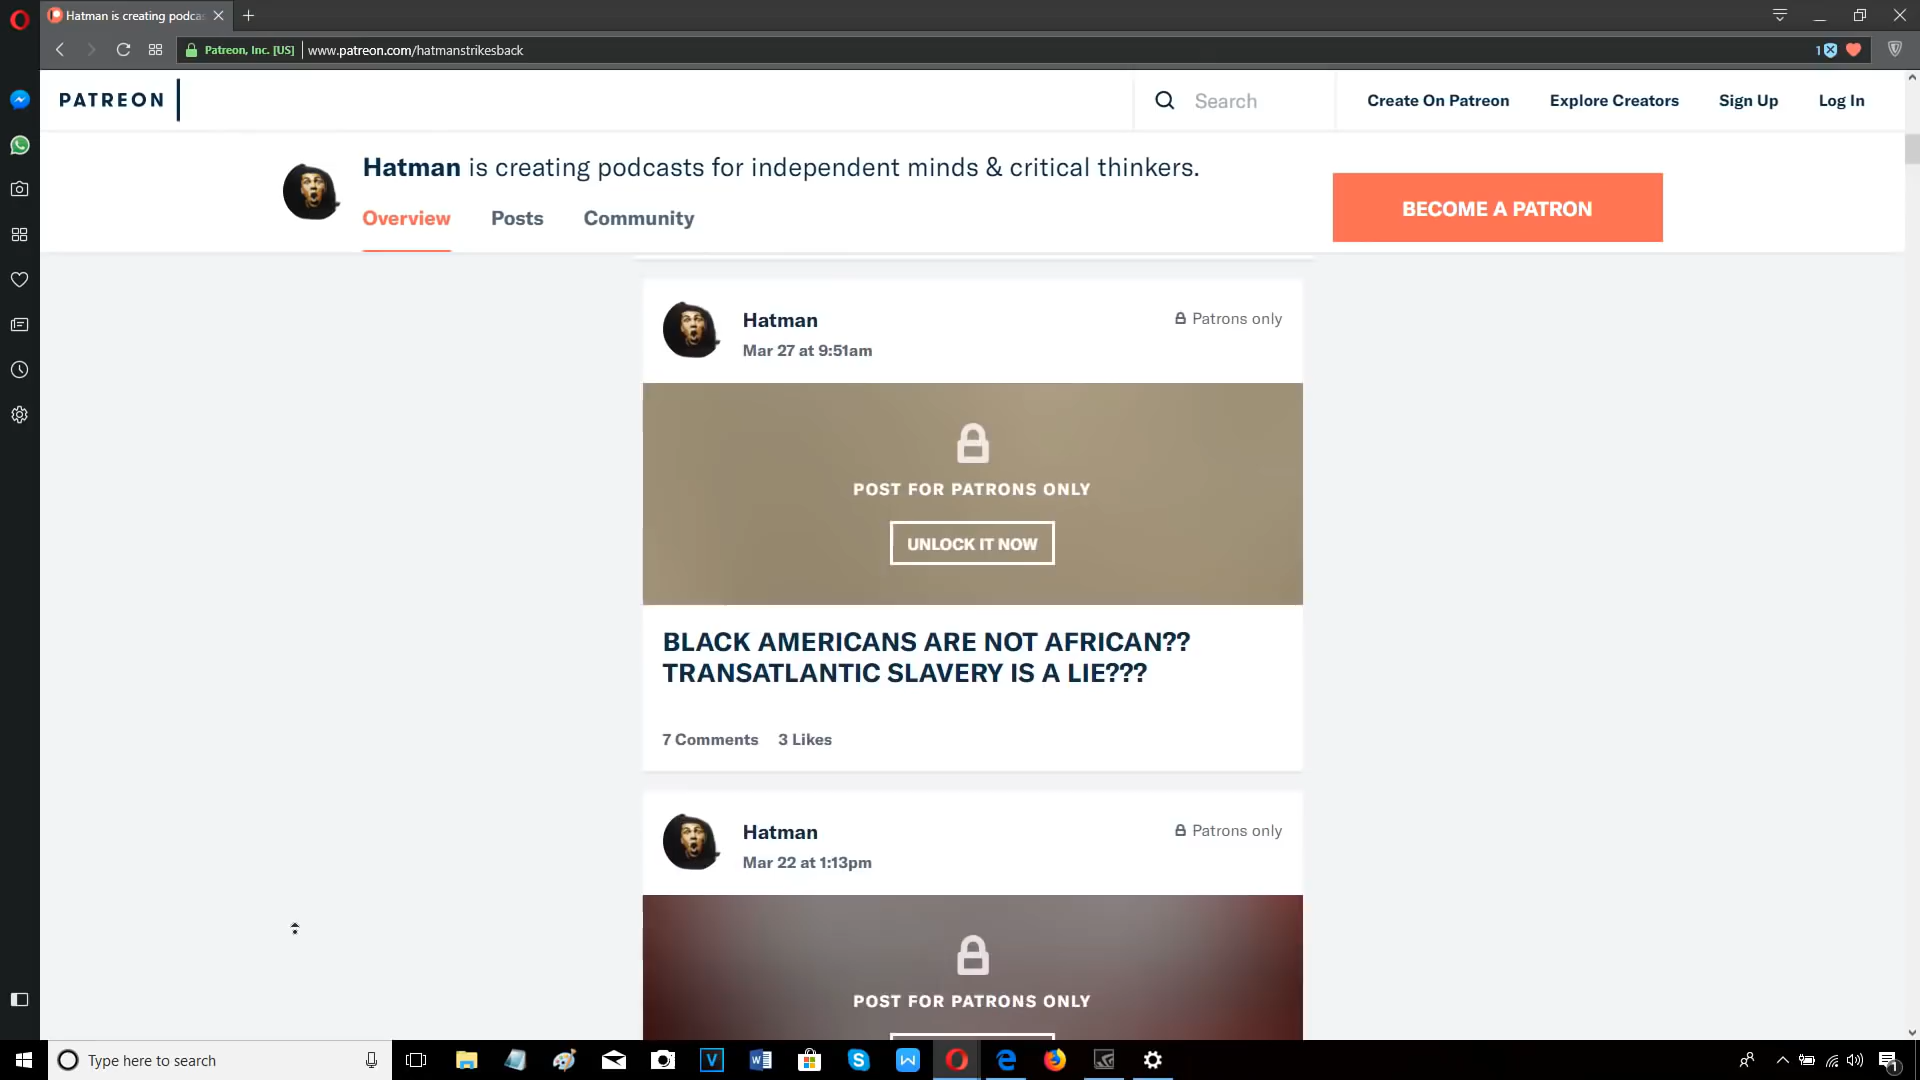 Hatman is creating podca
Patreon, Inc. [US]
www.patreon.com/hatmanstrikesback
1
PATREON
Search
Create On Patreon
Explore Creators
Sign Up
Log In
Hatman is creating podcasts for independent minds & critical thinkers.
Overview
Posts
Community
BECOME A PATRON
Hatman
Patrons only
Mar 27 at 9:51am
POST FOR PATRONS ONLY
UNLOCK IT NOW
BLACK AMERICANS ARE NOT AFRICAN??
TRANSATLANTIC SLAVERY IS A LIE???
7 Comments 3 Likes
Hatman
Patrons only
Mar 22 at 1:13pm
POST FOR PATRONS ONLY
Type here to search
1